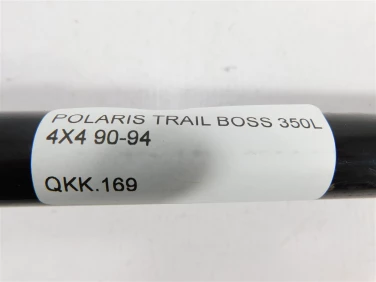 POLARIS TRAIL BOSS 350L
4X4 90-94
QKK.169